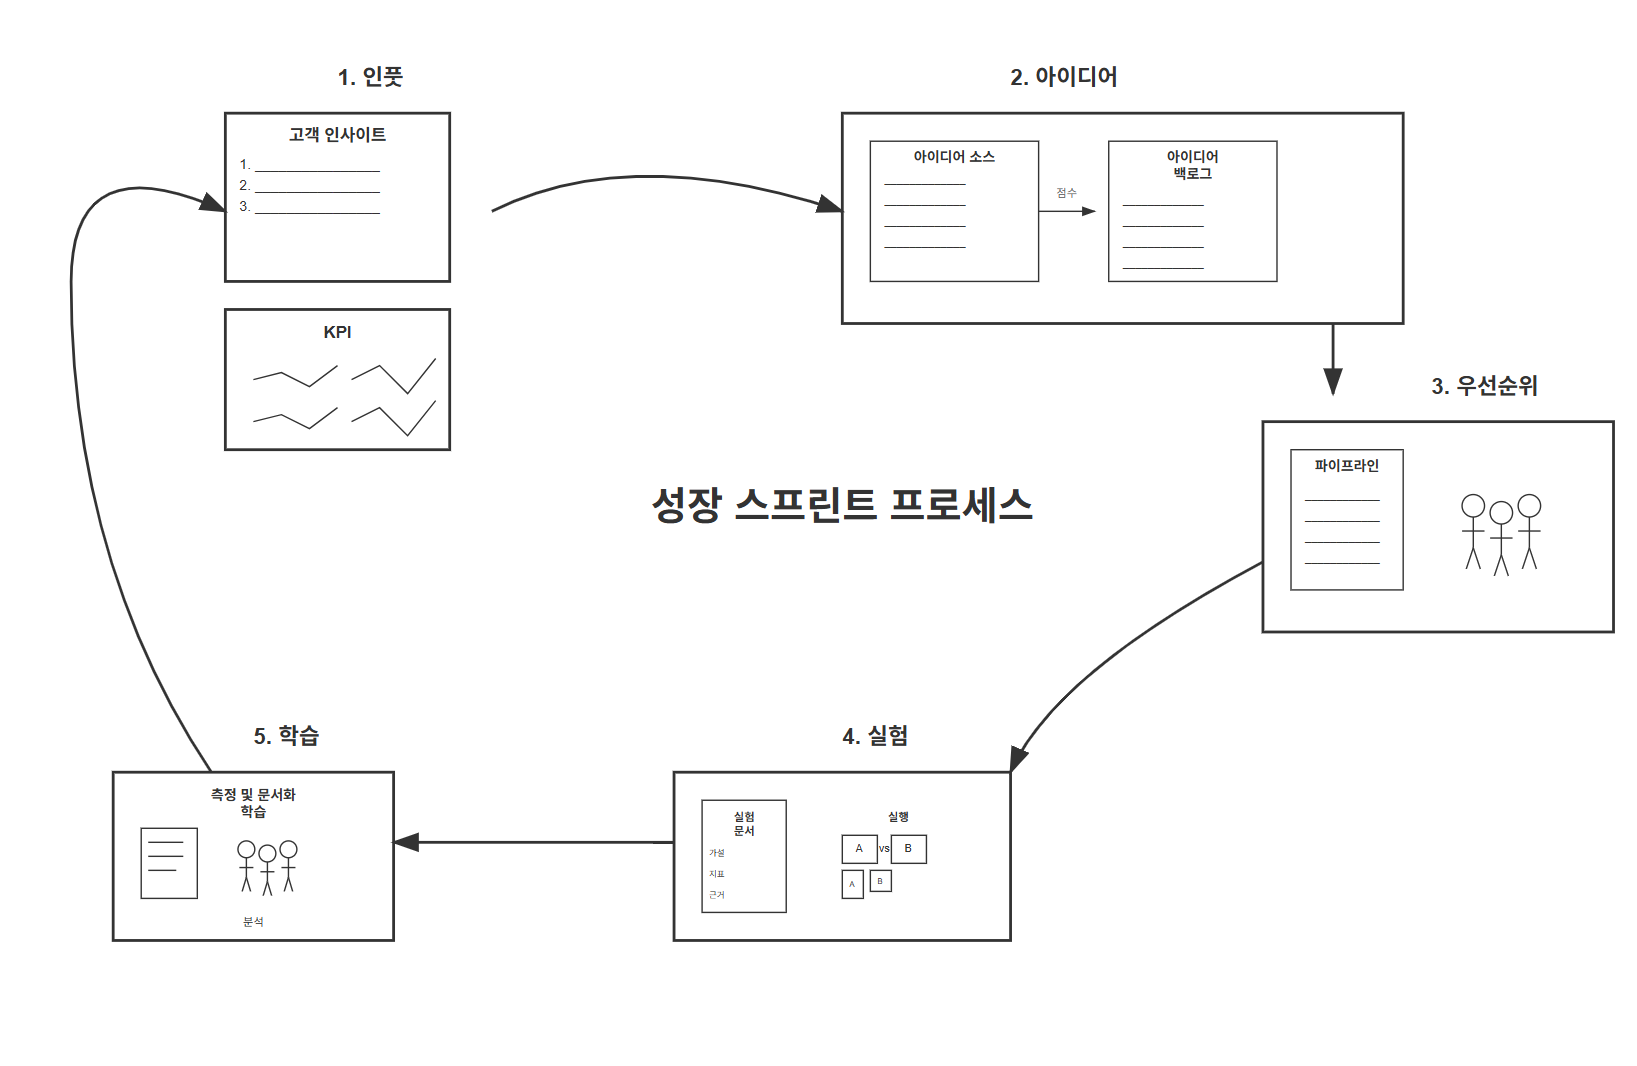 1. 인풋
고객 인사이트
1.
2.
3.
KPI
2. 아이디어
아이디어 소스
점수
아이디어
백로그
3. 우선순위
파이프라인
성장 스프린트 프로세스
4. 실험
실험
문서
가설
지표
근거
실행
A vs B
A B
5. 학습
측정 및 문서화
학습
분석